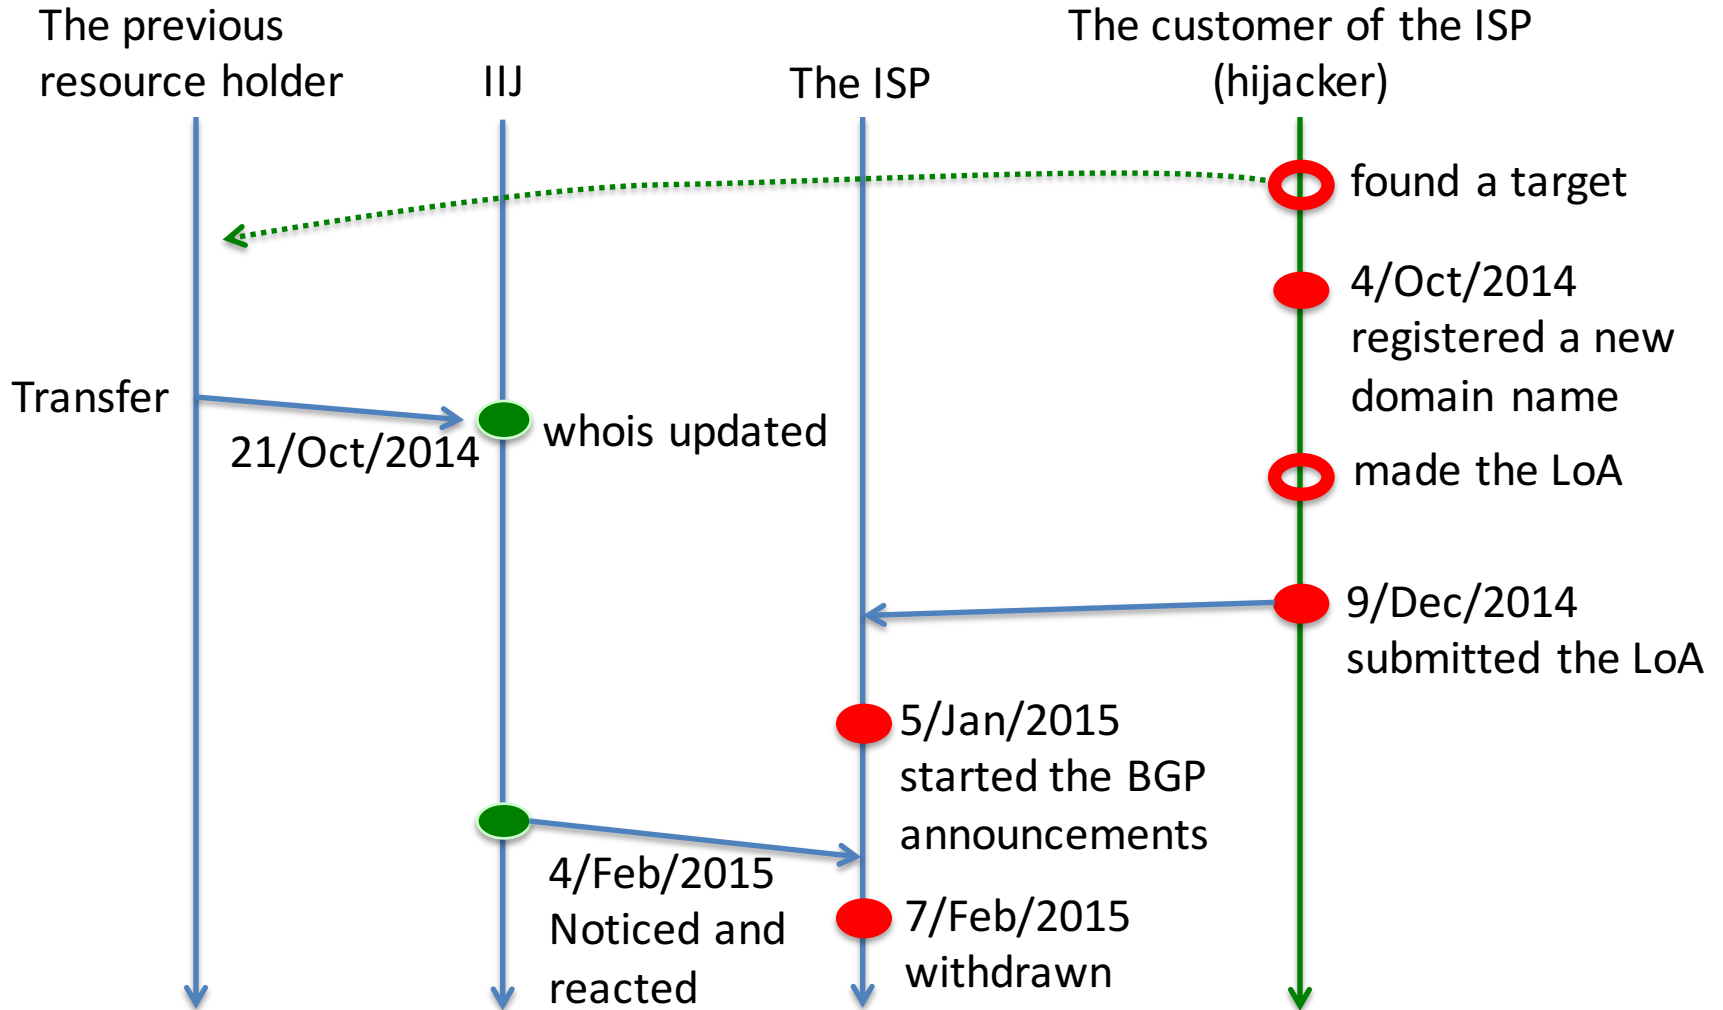 The previous
resource holder
IIJ
The ISP
The customer of the ISP
(hijacker)
found a target
4/Oct/2014
registered a new
domain name
Transfer
21/Oct/2014
whois updated
made the LoA
9/Dec/2014
submitted the LoA
5/Jan/2015
started the BGP
announcements
4/Feb/2015
Noticed and
reacted
7/Feb/2015
withdrawn